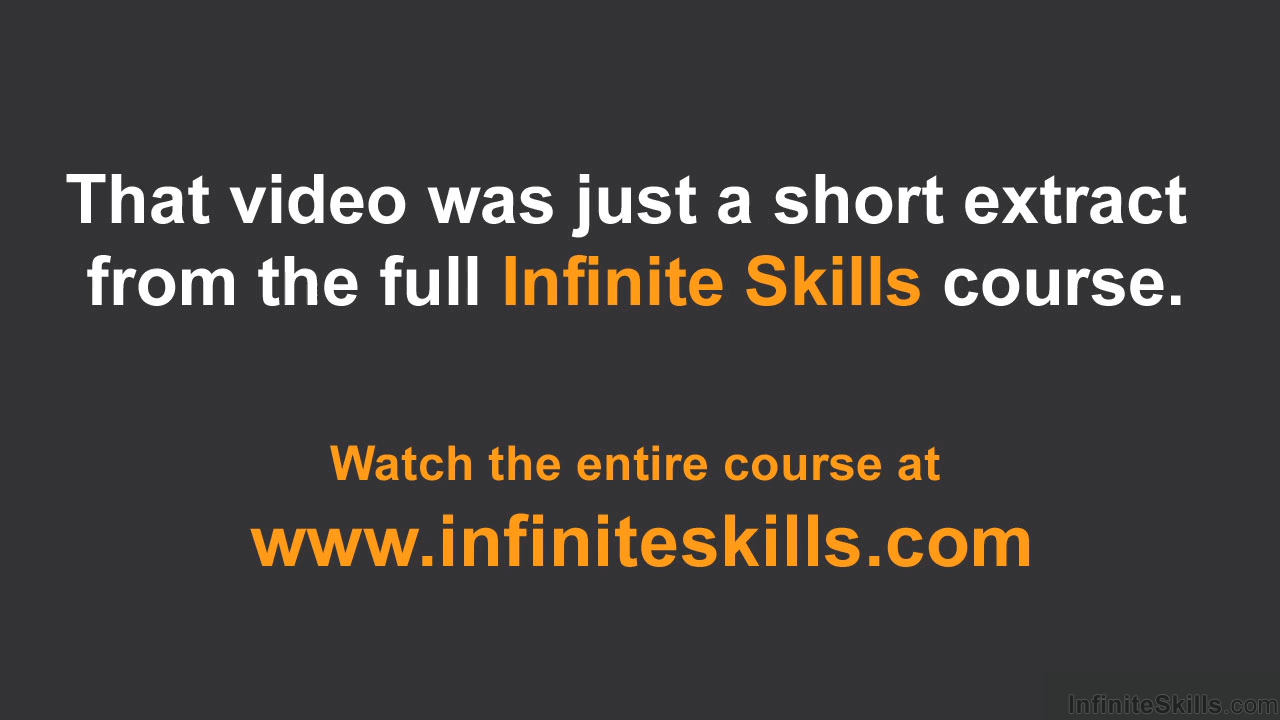 That video was just a short extract
from the full Infinite Skills course.
Watch the entire course at
www.infiniteskills.com
InfiniteSkills.com